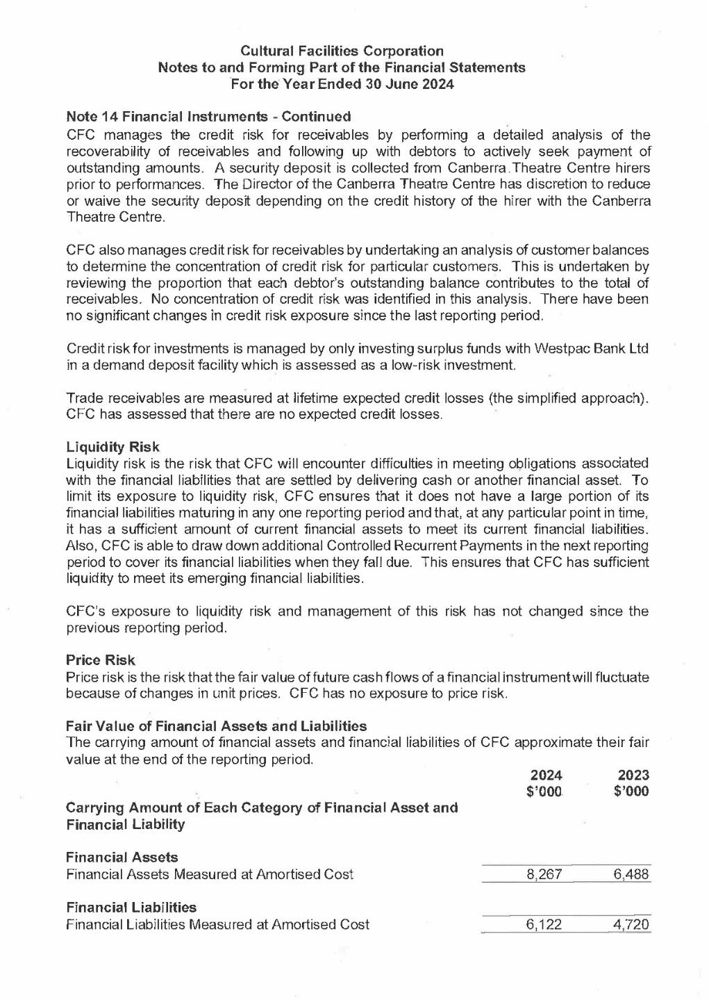 Cultural Facilities Corporation
Notes to and Forming Part of the Financial Statements
For the Year Ended 30 June 2024
Note 14 Financial Instruments - Continued
CFC manages the credit risk for receivables by performing a detailed analysis of the
recoverability of receivables and following up with debtors to actively seek payment of
outstanding amounts. A security deposit is collected from Canberra Theatre Centre hirers
prior to performances. The Director of the Canberra Theatre Centre has discretion to reduce
or waive the security deposit depending on the credit history of the hirer with the Canberra
Theatre Centre.
CFC also manages credit risk for receivables by undertaking an analysis of customer balances
to determine the concentration of credit risk for particular customers. This is undertaken by
reviewing the proportion that each debtor's outstanding balance contributes to the total of
receivables. No concentration of credit risk was identified in this analysis. There have been
no significant changes in credit risk exposure since the last reporting period.
Credit risk for investments is managed by only investing surplus funds with Westpac Bank Ltd
in a demand deposit facility which is assessed as a low-risk investment.
Trade receivables are measured at lifetime expected credit losses (the simplified approach).
CFC has assessed that there are no expected credit losses.
Liquidity Risk
Liquidity risk is the risk that CFC will encounter difficulties in meeting obligations associated
with the financial liabilities that are settled by delivering cash or another financial asset. To
limit its exposure to liquidity risk, CFC ensures that it does not have a large portion of its
financial liabilities maturing in any one reporting period and that, at any particular point in time,
it has a sufficient amount of current financial assets to meet its current financial liabilities.
Also, CFC is able to draw down additional Controlled Recurrent Payments in the next reporting
period to cover its financial liabilities when they fall due. This ensures that CFC has sufficient
liquidity to meet its emerging financial liabilities.
CFC's exposure to liquidity risk and management of this risk has not changed since the
previous reporting period.
Price Risk
Price risk is the risk that the fair value of future cash flows of a financial instrument will fluctuate
because of changes in unit prices. CFC has no exposure to price risk.
Fair Value of Financial Assets and Liabilities
The carrying amount of financial assets and financial liabilities of CFC approximate their fair
value at the end of the reporting period.
2024 2023
$'000 $'000
Carrying Amount of Each Category of Financial Asset and
Financial Liability
Financial Assets
Financial Assets Measured at Amortised Cost 8,267 6,488
Financial Liabilities
Financial Liabilities Measured at Amortised Cost 6,122 4,720